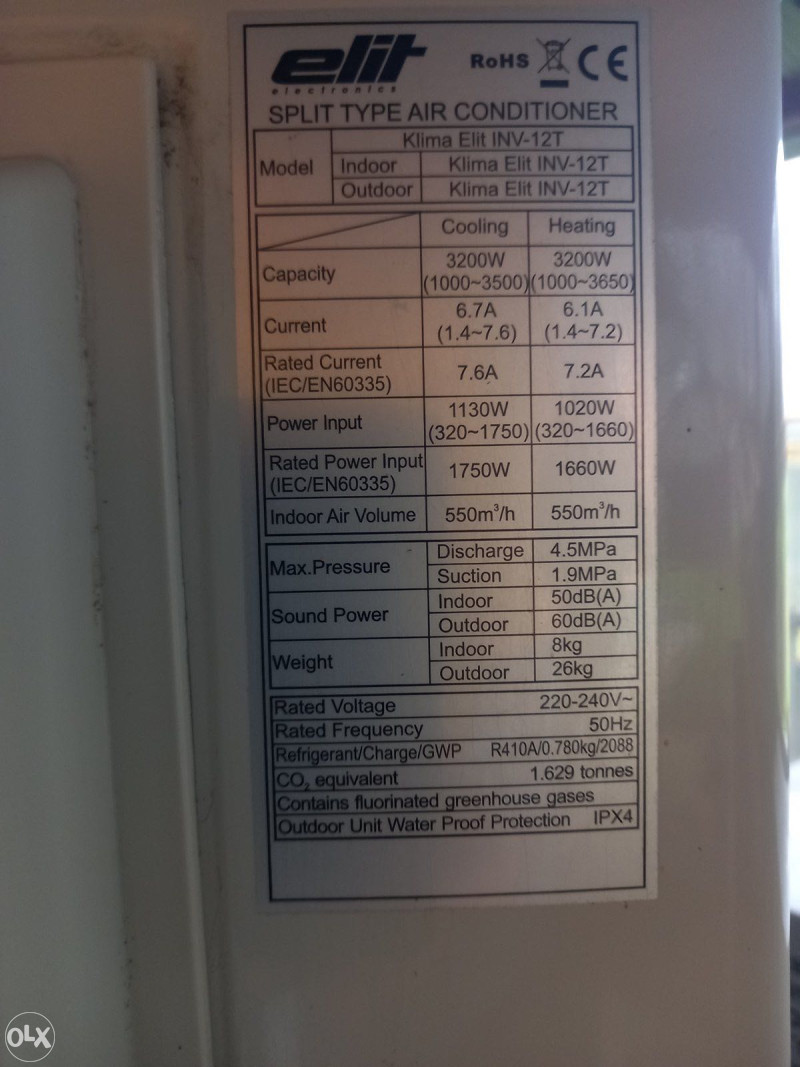 elit
electronics
RoHS CE
SPLIT TYPE AIR CONDITIONER
Model Klima Elit INV-12T
Indoor Klima Elit INV-12T
Outdoor Klima Elit INV-12T
Cooling Heating
Capacity 3200W (1000~3500) 3200W (1000~3650)
Current 6.7A (1.4~7.6) 6.1A (1.4~7.2)
Rated Current (IEC/EN60335) 7.6A 7.2A
Power Input 1130W (320~1750) 1020W (320~1660)
Rated Power Input (IEC/EN60335) 1750W 1660W
Indoor Air Volume 550m³/h 550m³/h
Max.Pressure Discharge 4.5MPa
Suction 1.9MPa
Sound Power Indoor 50dB(A)
Outdoor 60dB(A)
Weight Indoor 8kg
Outdoor 26kg
Rated Voltage 220-240V~
Rated Frequency 50Hz
Refrigerant/Charge/GWP R410A/0.780kg/2088
CO₂ equivalent 1.629 tonnes
Contains fluorinated greenhouse gases
Outdoor Unit Water Proof Protection IPX4
OLX